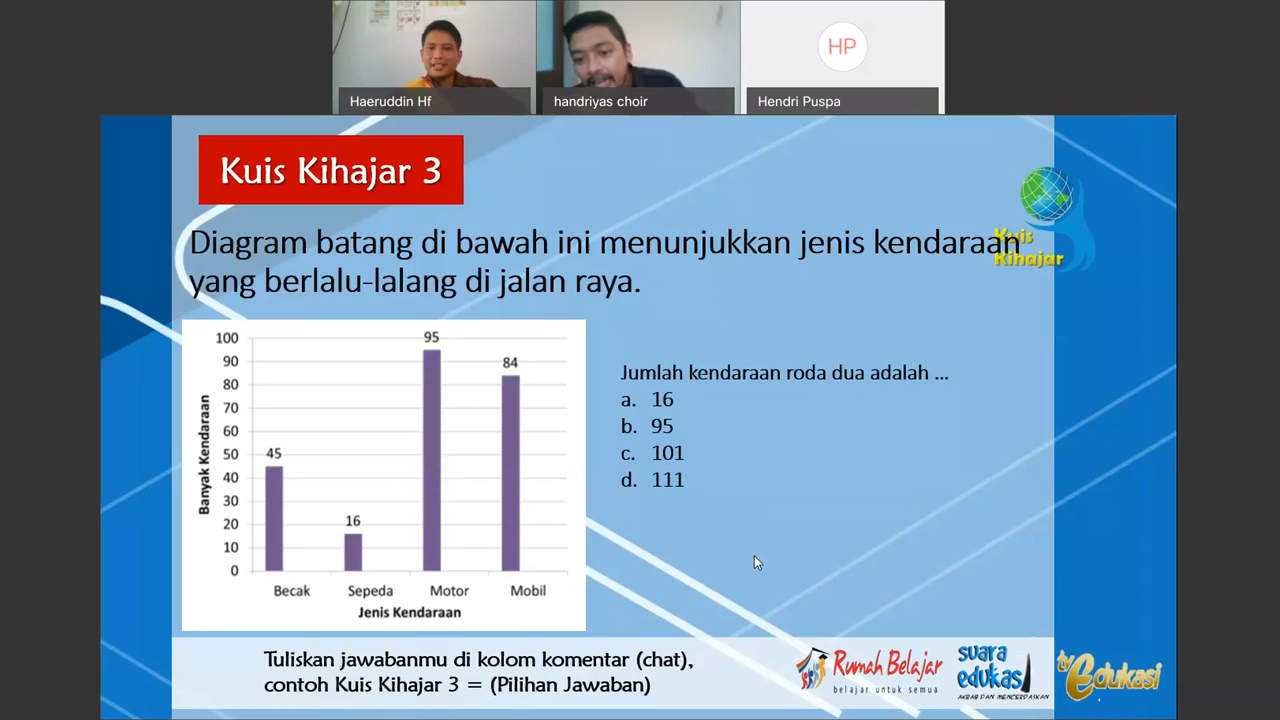 HP
Haeruddin Hf
handriyas choir
Hendri Puspa
Kuis Kihajar 3
Kuis
Kihajar
Diagram batang di bawah ini menunjukkan jenis kendaraan
yang berlalu-lalang di jalan raya.
100
90
80
70
60
50
40
30
20
10
0
Banyak Kendaraan
45
16
95
84
Becak
Sepeda
Motor
Mobil
Jenis Kendaraan
Jumlah kendaraan roda dua adalah ...
a. 16
b. 95
c. 101
d. 111
Tuliskan jawabanmu di kolom komentar (chat),
contoh Kuis Kihajar 3 = (Pilihan Jawaban)
Rumah Belajar
belajar untuk semua
suara
edukasi
AKRAB DAN MENCERDASKAN
tv edukasi